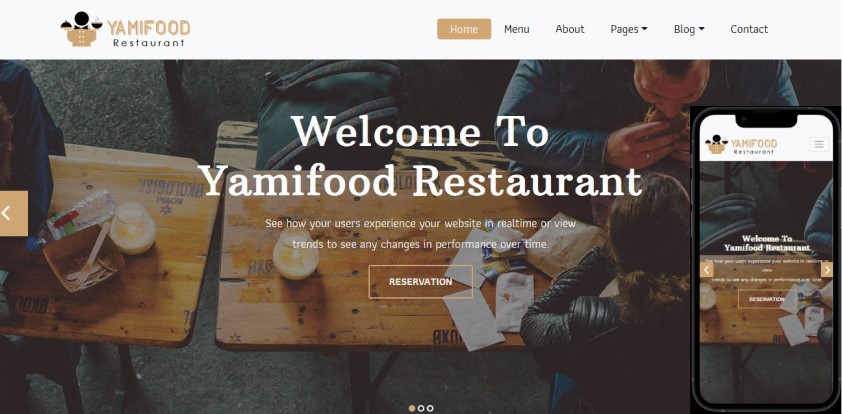 YAMIFOOD
Restaurant
Home Menu About Pages Blog Contact
Welcome To
Yamifood Restaurant
See how your users experience your website in realtime or view
trends to see any changes in performance over time.
RESERVATION
YAMIFOOD
Restaurant
Welcome To
Yamifood Restaurant
See how your users experience your website in realtime or
view
trends to see any changes in performance over time.
RESERVATION